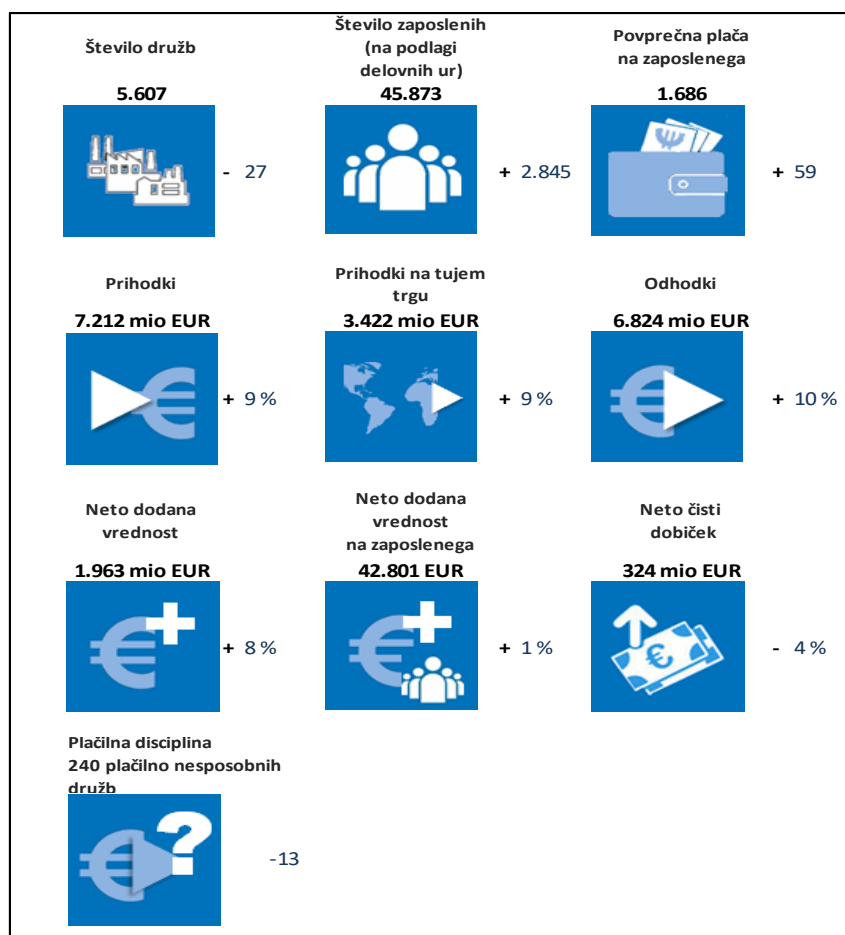 Število družb
5.607
- 27
Število zaposlenih
(na podlagi
delovnih ur)
45.873
+ 2.845
Povprečna plača
na zaposlenega
1.686
+ 59
Prihodki
7.212 mio EUR
+ 9 %
Prihodki na tujem
trgu
3.422 mio EUR
+ 9 %
Odhodki
6.824 mio EUR
+ 10 %
Neto dodana
vrednost
1.963 mio EUR
+ 8 %
Neto dodana
vrednost
na zaposlenega
42.801 EUR
+ 1 %
Neto čisti
dobiček
324 mio EUR
- 4 %
Plačilna disciplina
240 plačilno nesposobnih
družb
-13